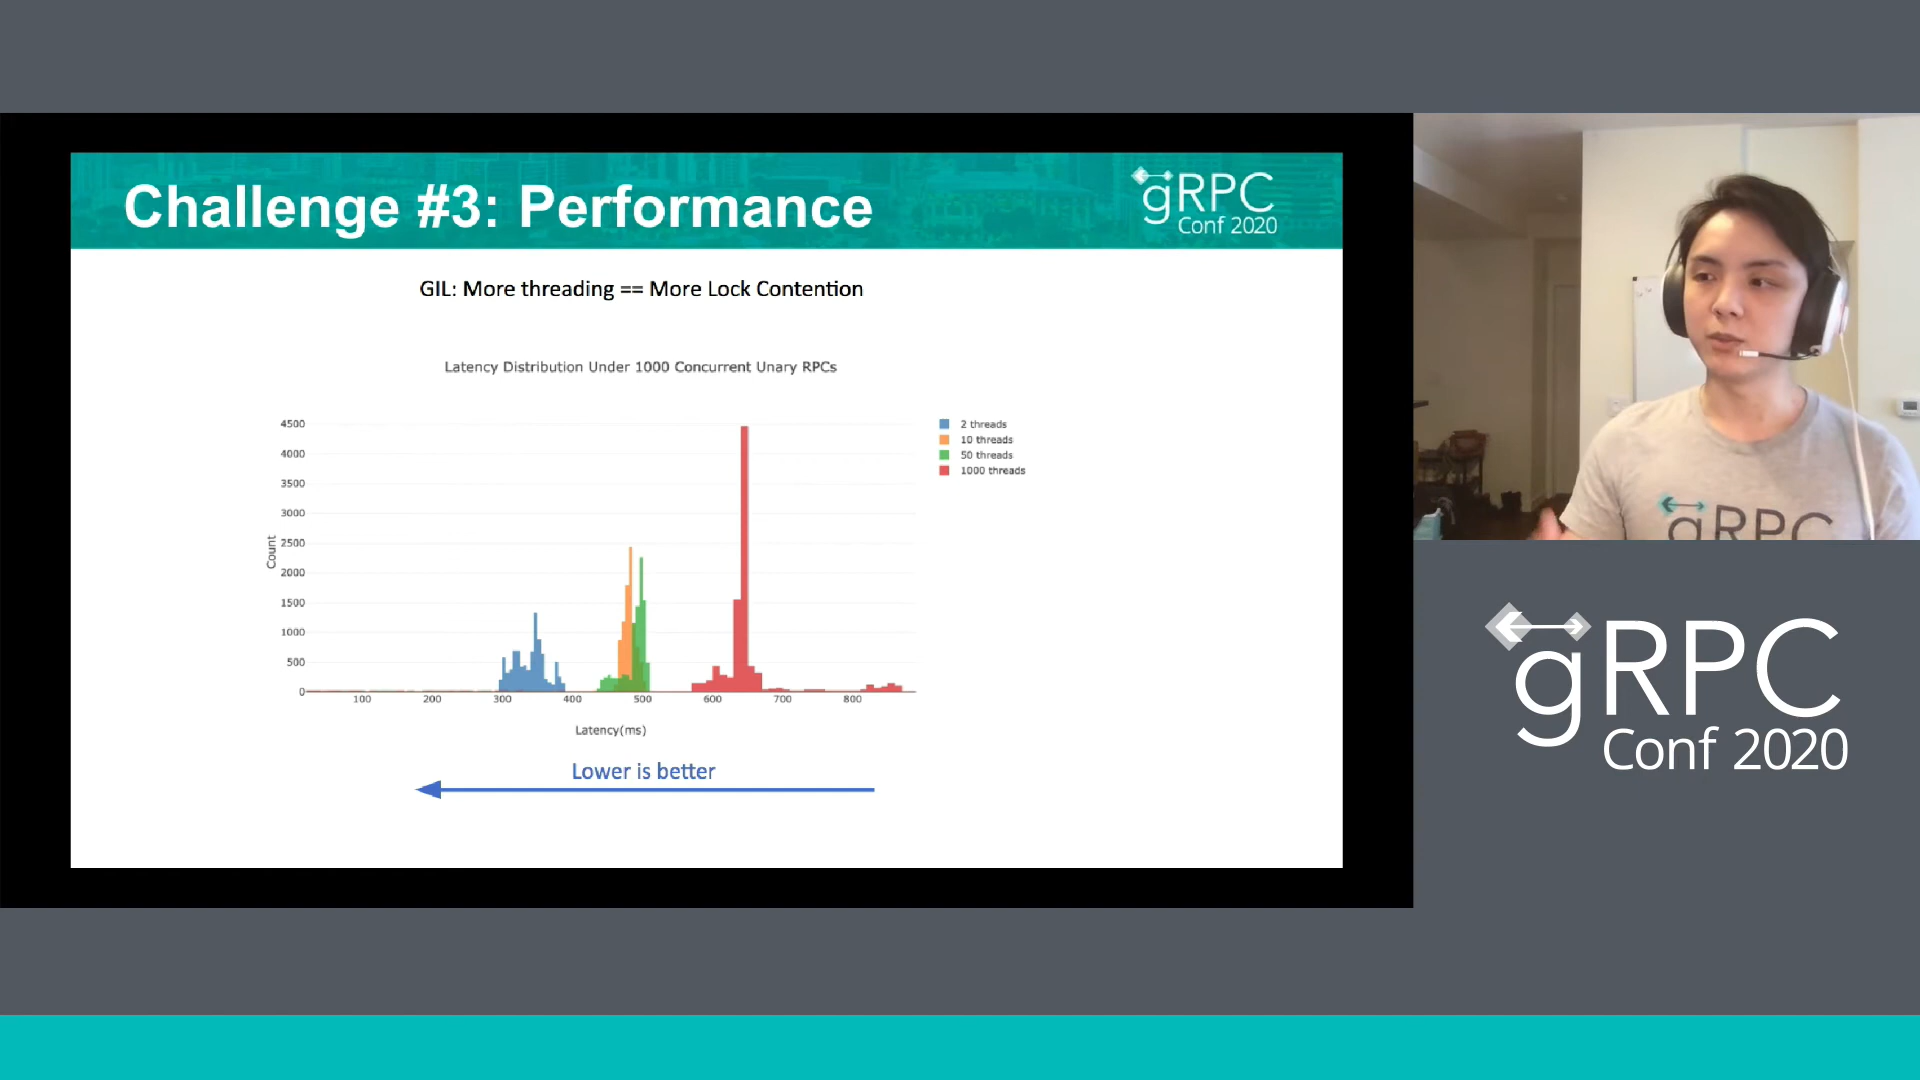 Challenge #3: Performance
gRPC
Conf 2020
GIL: More threading == More Lock Contention
Latency Distribution Under 1000 Concurrent Unary RPCs
4500
4000
3500
3000
2500
2000
1500
1000
500
0
Count
100 200 300 400 500 600 700 800
Latency(ms)
2 threads
10 threads
50 threads
1000 threads
Lower is better
gRPC
gRPC
Conf 2020